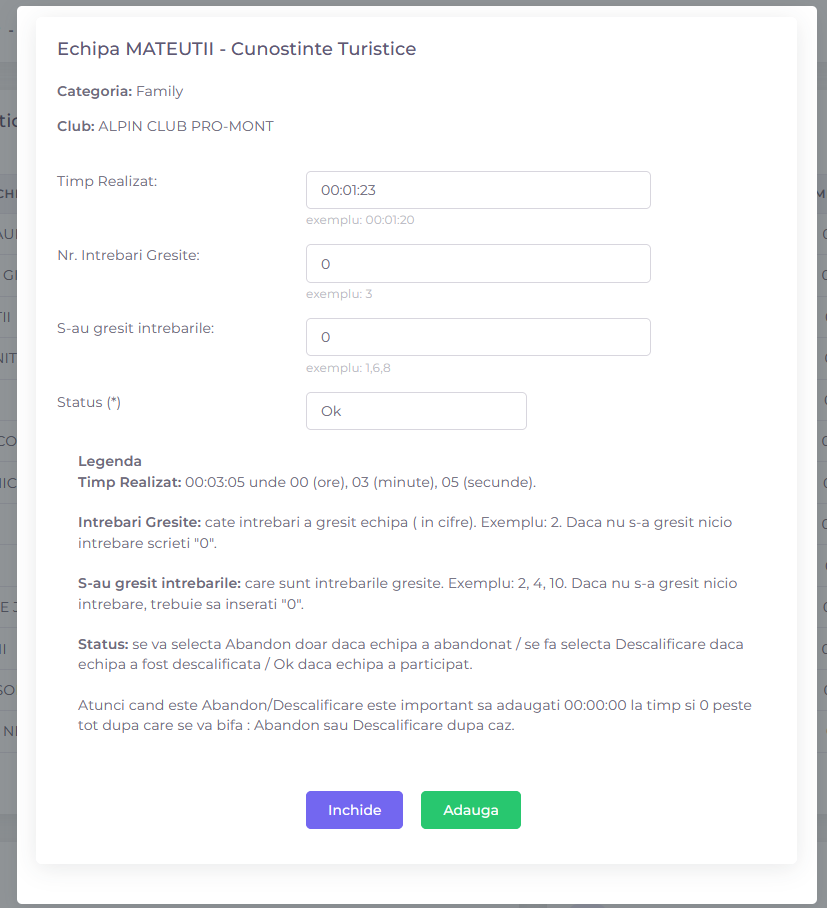 Echipa MATEUTII - Cunostinte Turistice
Categoria: Family
Club: ALPIN CLUB PRO-MONT
Timp Realizat:
00:01:23
exemplu: 00:01:20
Nr. Intrebari Gresite:
0
exemplu: 3
S-au gresit intrebarile:
0
exemplu: 1,6,8
Status (*)
Ok
Legenda
Timp Realizat: 00:03:05 unde 00 (ore), 03 (minute), 05 (secunde).
Intrebari Gresite: cate intrebari a gresit echipa ( in cifre). Exemplu: 2. Daca nu s-a gresit nicio
intrebare scrieti "0".
S-au gresit intrebarile: care sunt intrebarile gresite. Exemplu: 2, 4, 10. Daca nu s-a gresit nicio
intrebare, trebuie sa inserati "0".
Status: se va selecta Abandon doar daca echipa a abandonat / se fa selecta Descalificare daca
echipa a fost descalificata / Ok daca echipa a participat.
Atunci cand este Abandon/Descalificare este important sa adaugati 00:00:00 la timp si 0 peste
tot dupa care se va bifa : Abandon sau Descalificare dupa caz.
Inchide
Adauga